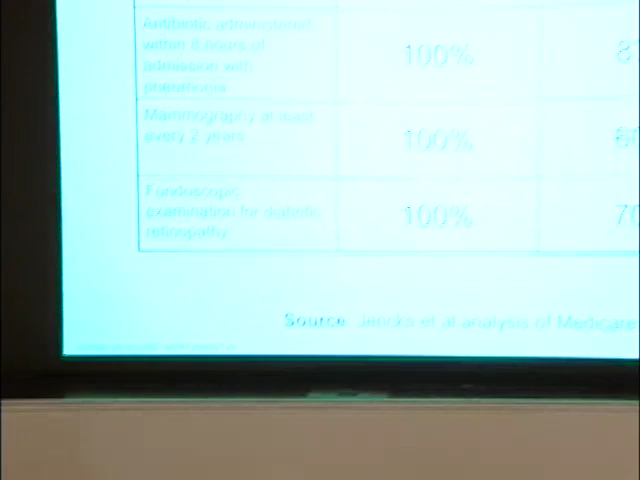 Antibiotic administered
within 8 hours of
admission with
pneumonia
100%
Mammography at least
every 2 years
100%
Fundoscopic
examination for diabetic
retinopathy
100%
70
Source: Jencks et al analysis of Medicare